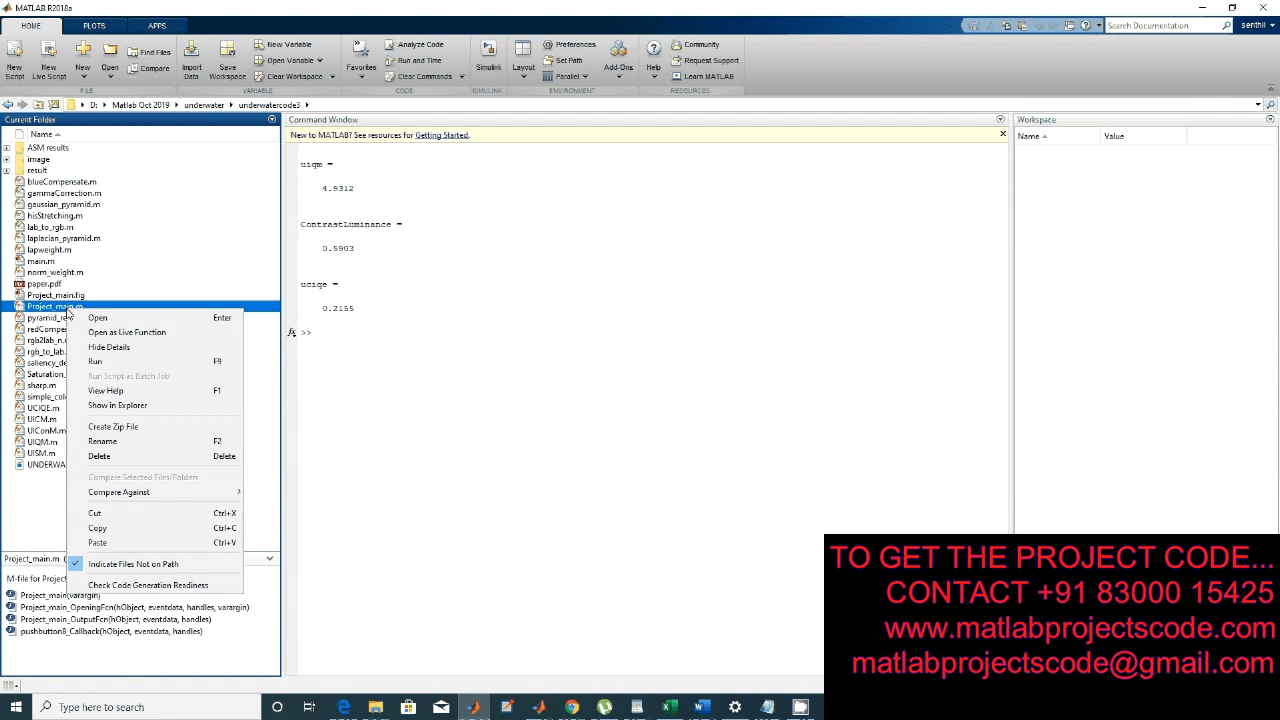 MATLAB R2018a
HOME PLOTS APPS
Search Documentation senthil
New Script
New Live Script
New
Open
Find Files
Compare
Import Data
Save Workspace
New Variable
Open Variable
Clear Workspace
Favorites
Analyze Code
Run and Time
Clear Commands
Simulink
Layout
Preferences
Set Path
Parallel
Add-Ons
Help
Community
Request Support
Learn MATLAB
FILE VARIABLE CODE SIMULINK ENVIRONMENT RESOURCES
D: Matlab Oct 2019 underwater underwatercode3
Current Folder
Name
ASM results
image
result
blueCompensate.m
gammaCorrection.m
gaussian_pyramid.m
hisStretching.m
lab_to_rgb.m
laplacian_pyramid.m
lapweight.m
main.m
norm_weight.m
paper.pdf
Project_main.fig
Project_main.m
pyramid_re
redCompe
rgb2lab_n.
rgb_to_lab.
saliency_de
Saturation_
sharp.m
simple_col
UCIQE.m
UICM.m
UIConM.m
UIQM.m
UISM.m
UNDERWA
Open Enter
Open as Live Function
Hide Details
Run F9
Run Script as Batch Job
View Help F1
Show in Explorer
Create Zip File
Rename F2
Delete Delete
Compare Selected Files/Folders
Compare Against
Cut Ctrl+X
Copy Ctrl+C
Paste Ctrl+V
Indicate Files Not on Path
Check Code Generation Readiness
Project_main.m (
M-file for Project
Project_main(varargin)
Project_main_OpeningFcn(hObject, eventdata, handles, varargin)
Project_main_OutputFcn(hObject, eventdata, handles)
pushbutton8_Callback(hObject, eventdata, handles)
Command Window
New to MATLAB? See resources for Getting Started.
uiqm =
4.9312
ContrastLuminance =
0.5903
uciqe =
0.2155
fx >>
Workspace
Name Value
TO GET THE PROJECT CODE...
CONTACT +91 83000 15425
www.matlabprojectscode.com
matlabprojectscode@gmail.com
Type here to search